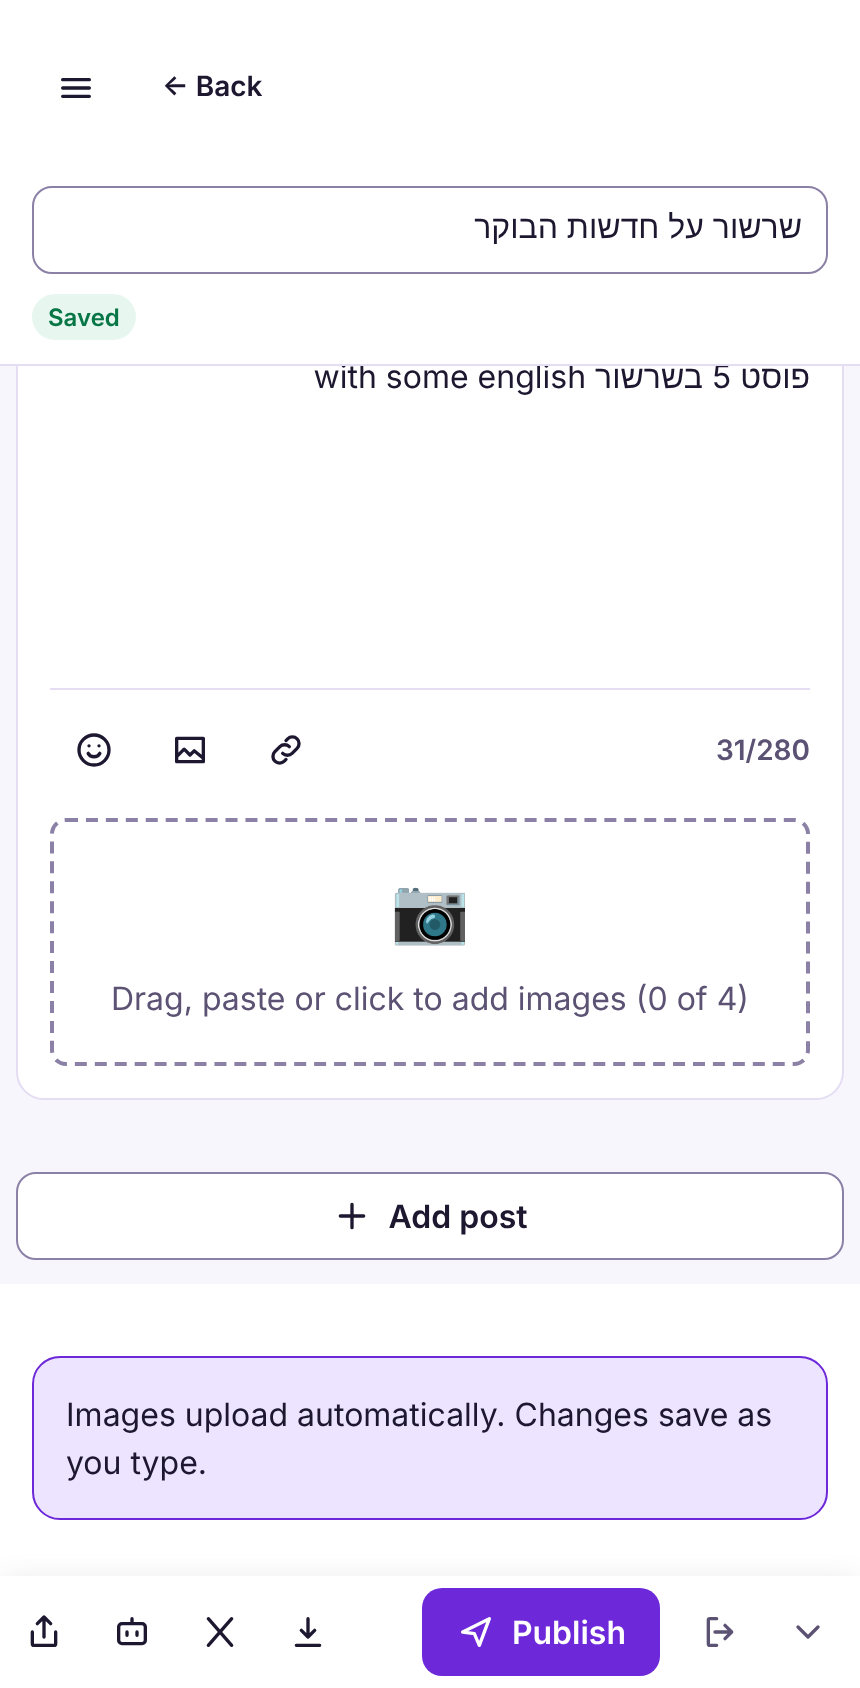 ← Back
שרשור על חדשות הבוקר
Saved
פוסט 5 בשרשור with some english
31/280
Drag, paste or click to add images (0 of 4)
+ Add post
Images upload automatically. Changes save as
you type.
Publish